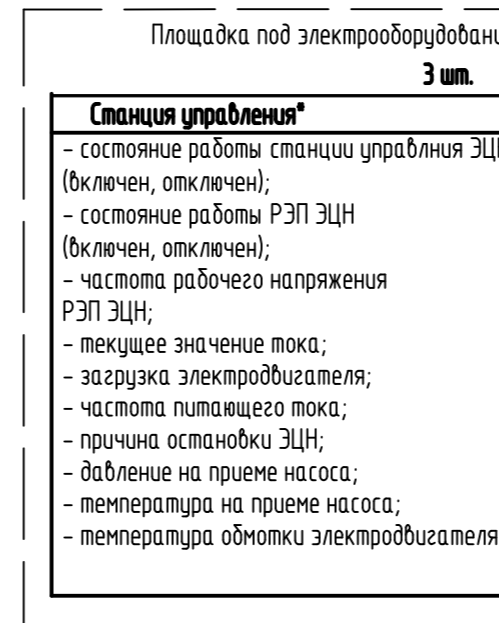 Площадка под электрооборудовани
3 шт.
Станция управления*
- состояние работы станции управлния ЭЦ
(включен, отключен);
- состояние работы РЭП ЭЦН
(включен, отключен);
- частота рабочего напряжения
РЭП ЭЦН;
- текущее значение тока;
- загрузка электродвигателя;
- частота питающего тока;
- причина остановки ЭЦН;
- давление на приеме насоса;
- температура на приеме насоса;
- температура обмотки электродвигателя